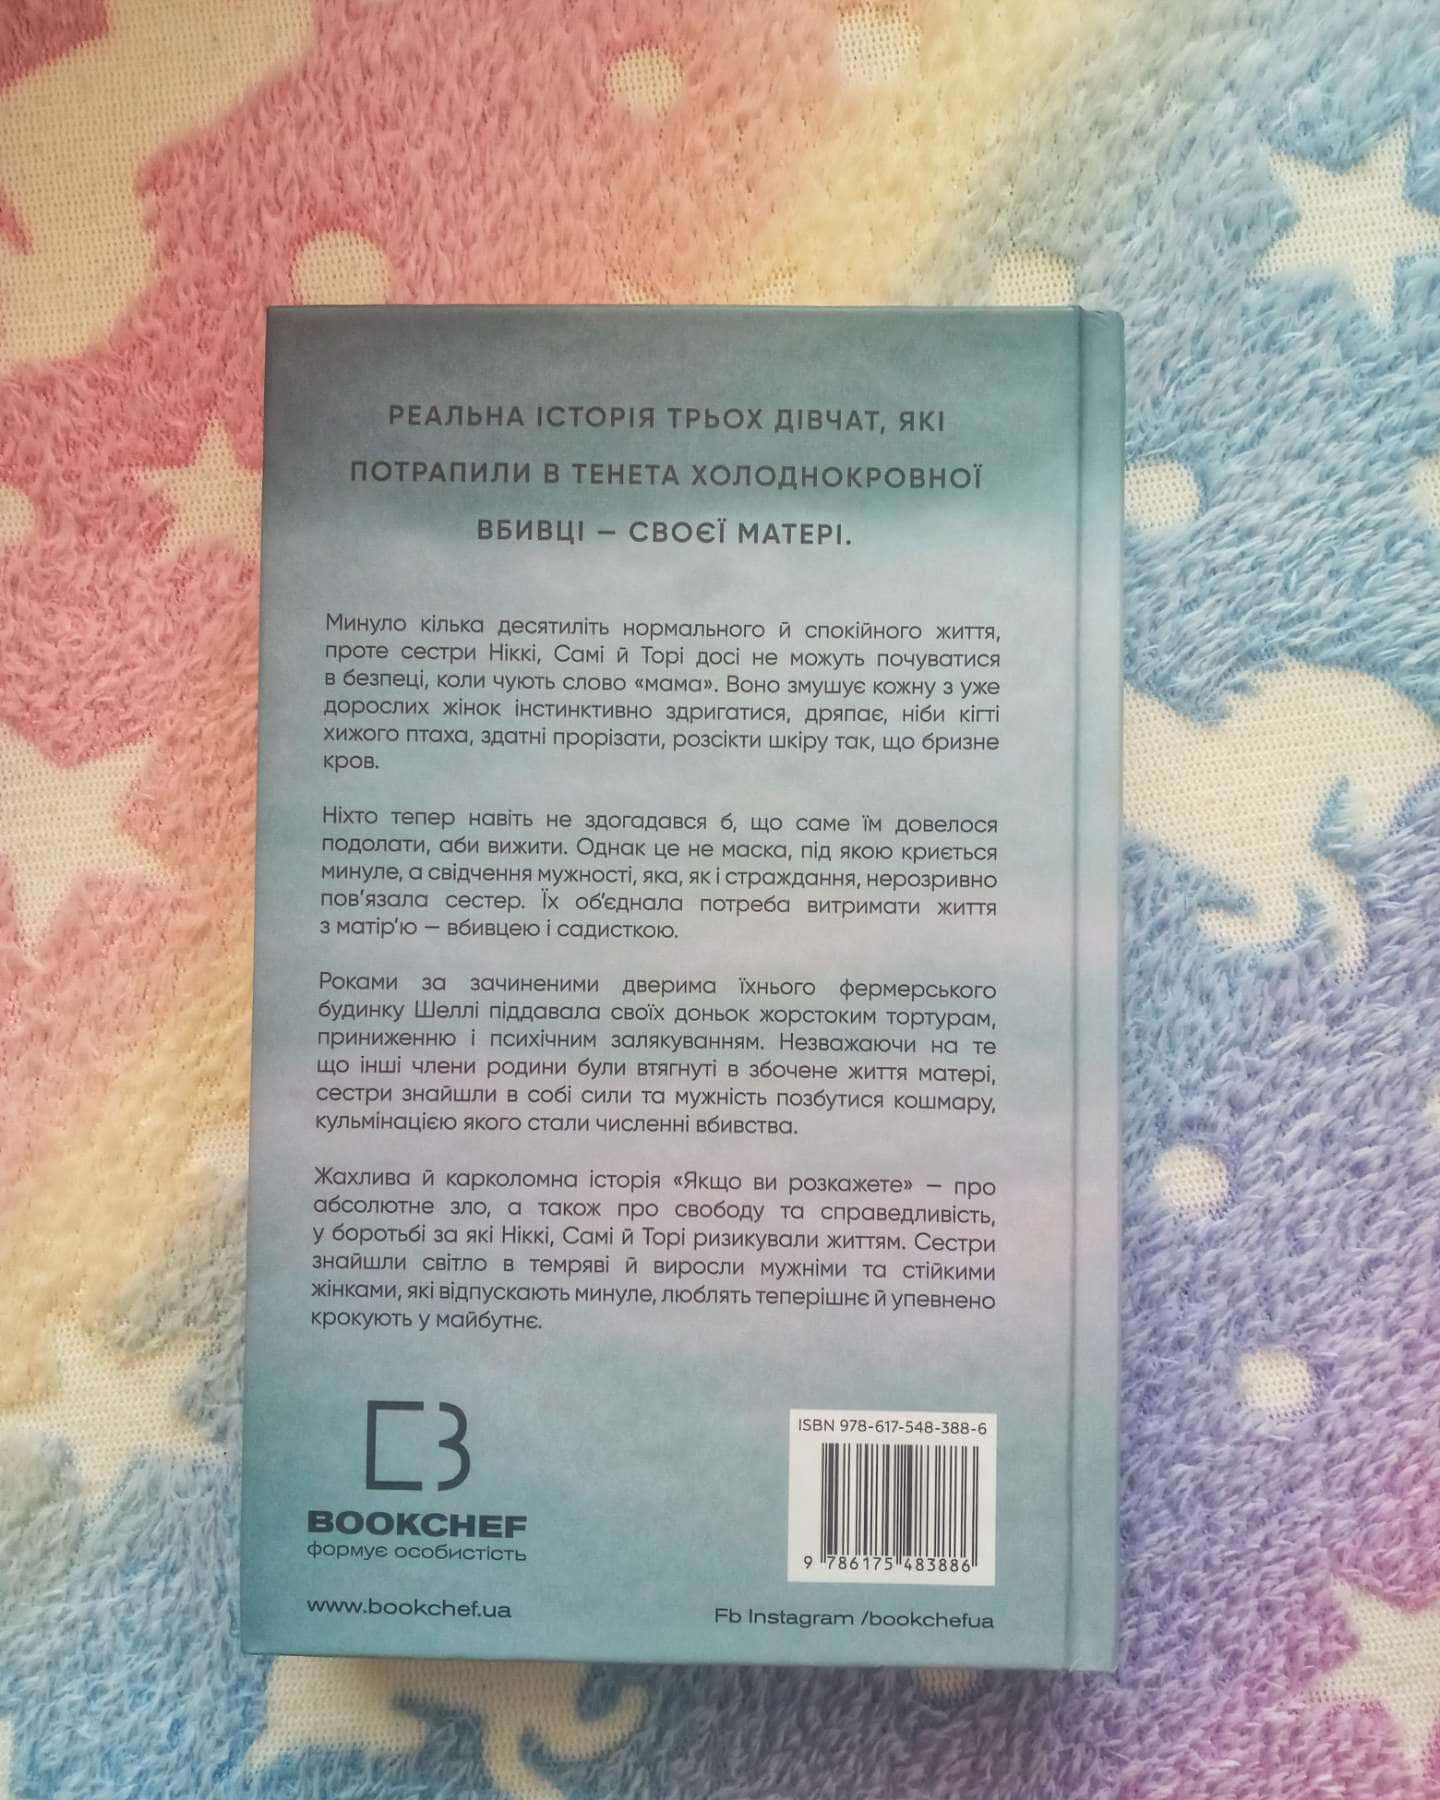 РЕАЛЬНА ІСТОРІЯ ТРЬОХ ДІВЧАТ, ЯКІ
ПОТРАПИЛИ В ТЕНЕТА ХОЛОДНОКРОВНОЇ
ВБИВЦІ – СВОЄЇ МАТЕРІ.
Минуло кілька десятиліть нормального й спокійного життя,
проте сестри Ніккі, Самі й Торі досі не можуть почуватися
в безпеці, коли чують слово «мама». Воно змушує кожну з уже
дорослих жінок інстинктивно здригатися, дряпає, ніби кігті
хижого птаха, здатні прорізати, розсікти шкіру так, що бризне
кров.
Ніхто тепер навіть не здогадався б, що саме їм довелося
подолати, аби вижити. Однак це не маска, під якою криється
минуле, а свідчення мужності, яка, як і страждання, нерозривно
пов’язала сестер. Їх об’єднала потреба витримати життя
з матір’ю – вбивцею і садисткою.
Роками за зачиненими дверима їхнього фермерського
будинку Шеллі піддавала своїх доньок жорстоким тортурам,
приниженню і психічним залякуванням. Незважаючи на те
що інші члени родини були втягнуті в збочене життя матері,
сестри знайшли в собі сили та мужність позбутися кошмару,
кульмінацією якого стали численні вбивства.
Жахлива й карколомна історія «Якщо ви розкажете» – про
абсолютне зло, а також про свободу та справедливість,
у боротьбі за які Ніккі, Самі й Торі ризикували життям. Сестри
знайшли світло в темряві й виросли мужніми та стійкими
жінками, які відпускають минуле, люблять теперішнє й упевнено
крокують у майбутнє.
BOOKCHEF
формує особистість
www.bookchef.ua
ISBN 978-617-548-388-6
9 786175 483886
Fb Instagram /bookchefua